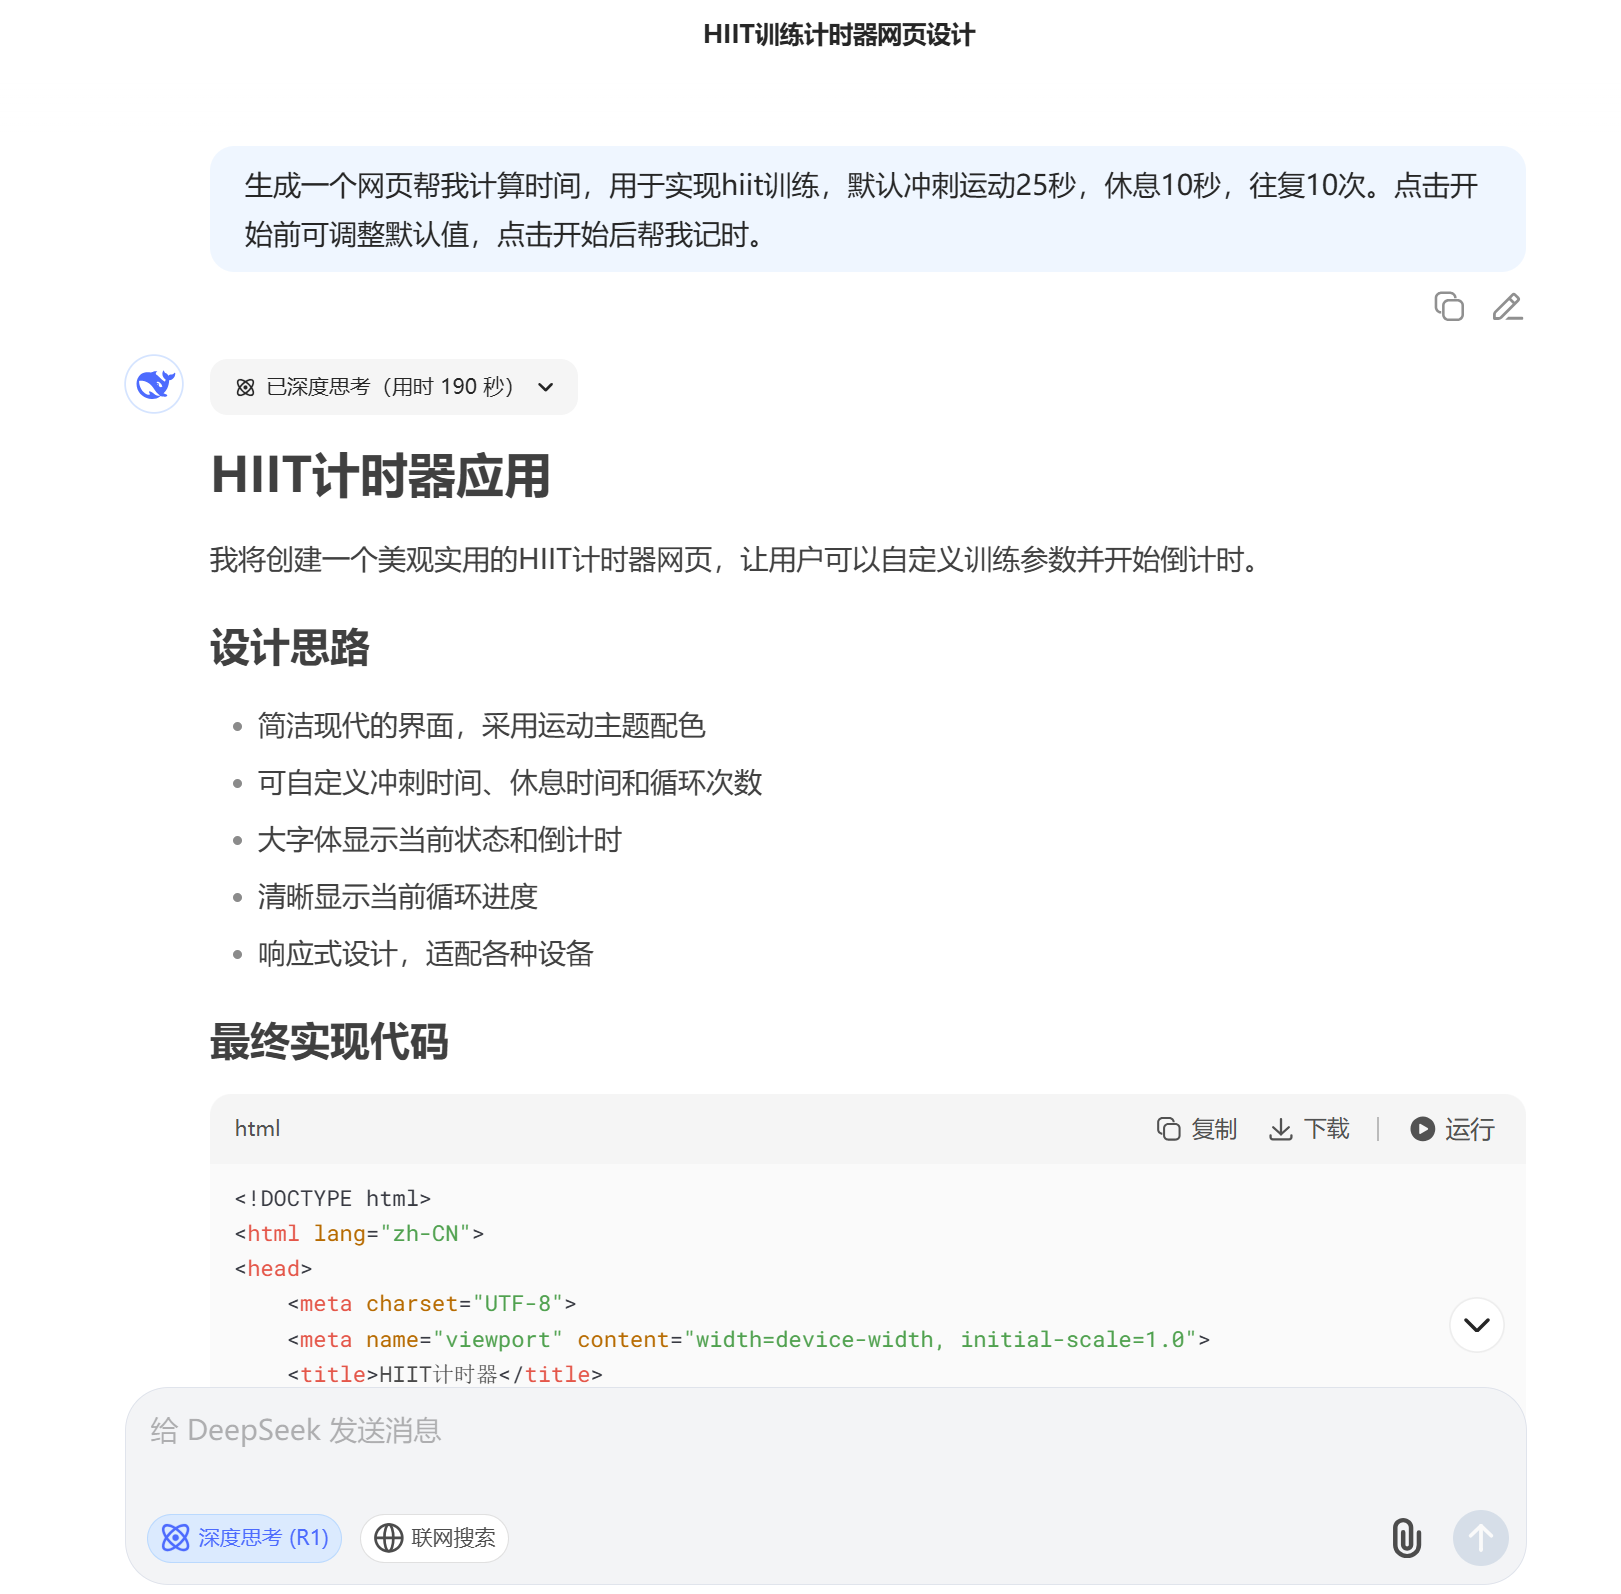 HIIT训练计时器网页设计
生成一个网页帮我计算时间，用于实现hiit训练，默认冲刺运动25秒，休息10秒，往复10次。点击开
始前可调整默认值，点击开始后帮我记时。
已深度思考（用时 190 秒）
HIIT计时器应用
我将创建一个美观实用的HIIT计时器网页，让用户可以自定义训练参数并开始倒计时。
设计思路
简洁现代的界面，采用运动主题配色
可自定义冲刺时间、休息时间和循环次数
大字体显示当前状态和倒计时
清晰显示当前循环进度
响应式设计，适配各种设备
最终实现代码
html 复制 下载 运行
<!DOCTYPE html>
<html lang="zh-CN">
<head>
    <meta charset="UTF-8">
    <meta name="viewport" content="width=device-width, initial-scale=1.0">
    <title>HIIT计时器</title>
给 DeepSeek 发送消息
深度思考 (R1) 联网搜索